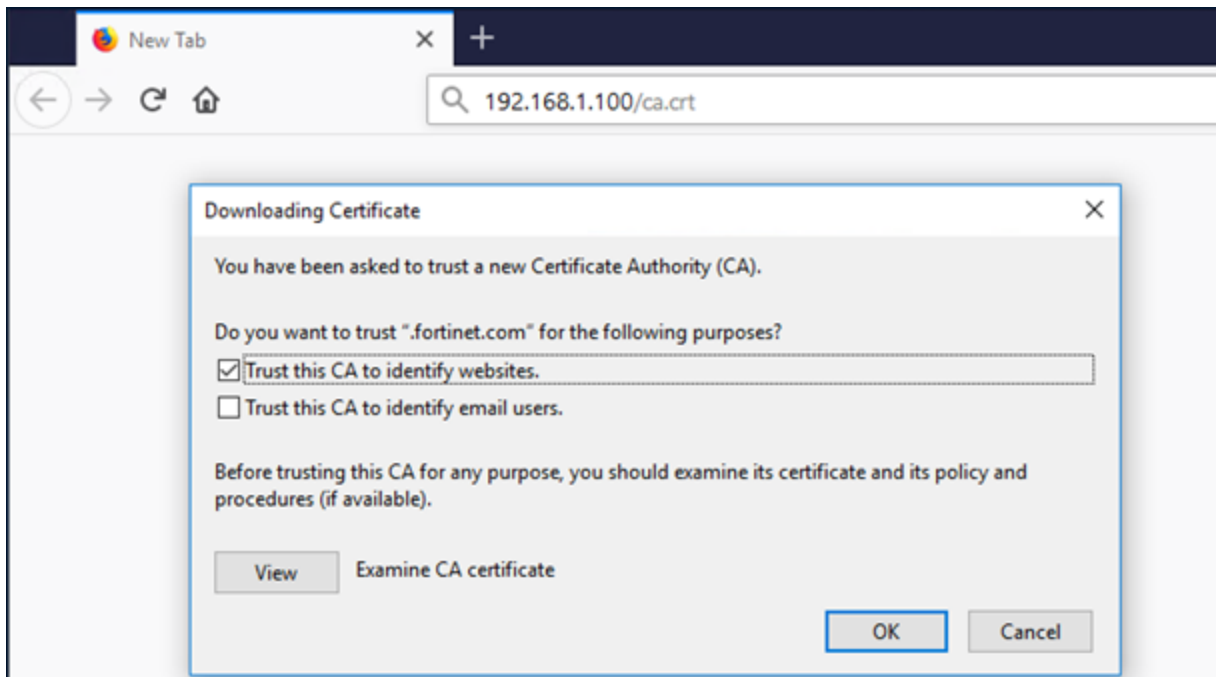 New Tab
192.168.1.100/ca.crt
Downloading Certificate
You have been asked to trust a new Certificate Authority (CA).
Do you want to trust “.fortinet.com” for the following purposes?
Trust this CA to identify websites.
Trust this CA to identify email users.
Before trusting this CA for any purpose, you should examine its certificate and its policy and
procedures (if available).
View Examine CA certificate
OK Cancel